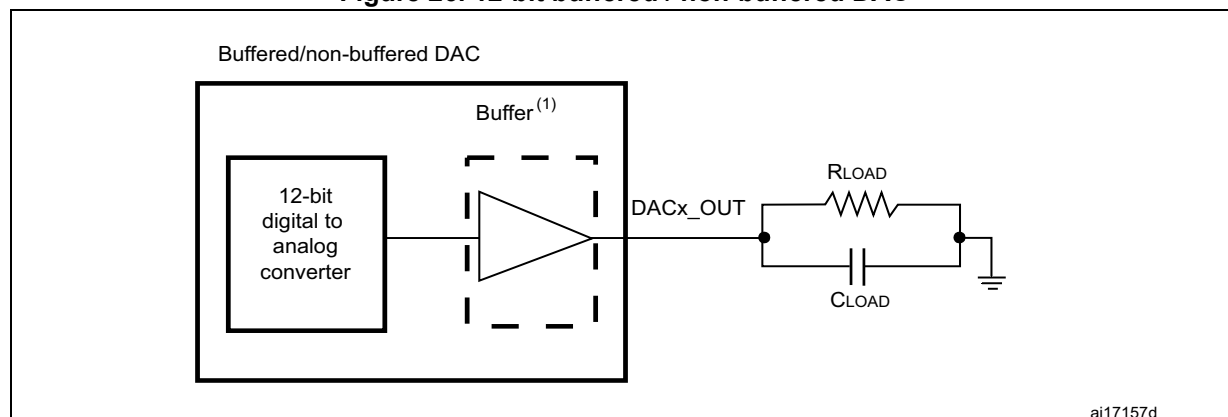 Buffered/non-buffered DAC
Buffer(1)
12-bit
digital to
analog
converter
DACx_OUT
RLOAD
CLOAD
ai17157d